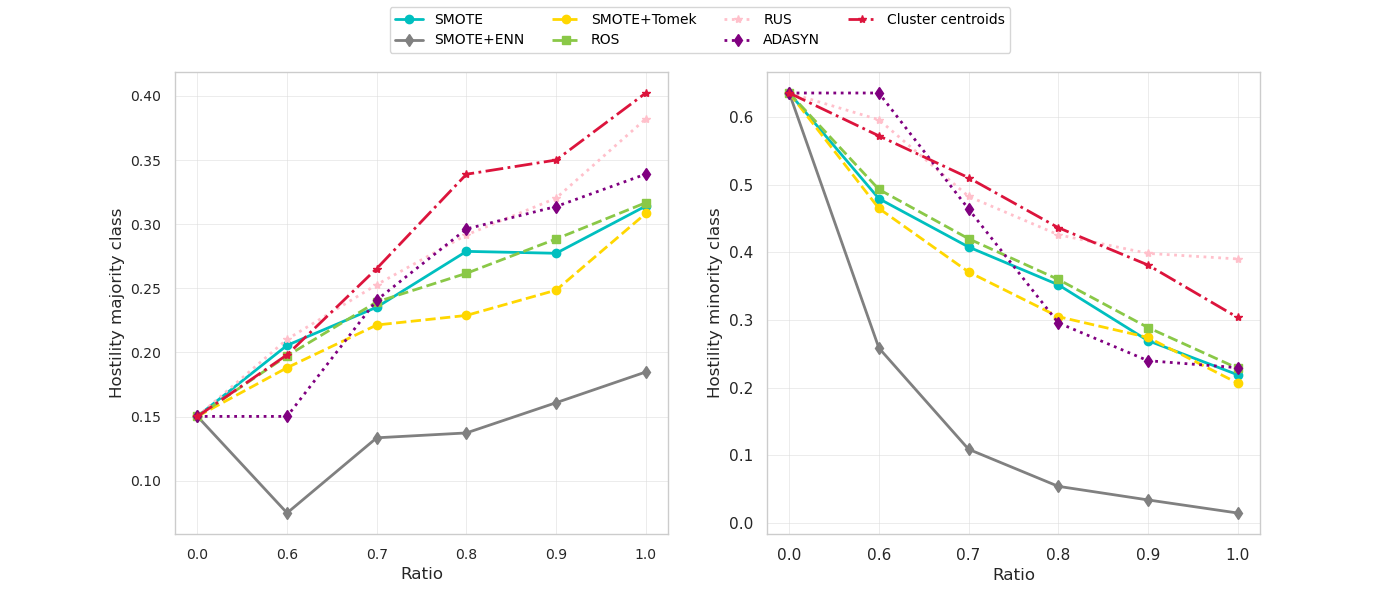 SMOTE
SMOTE+ENN
SMOTE+Tomek
ROS
RUS
ADASYN
Cluster centroids
Hostility majority class
0.40
0.35
0.30
0.25
0.20
0.15
0.10
0.0 0.6 0.7 0.8 0.9 1.0
Ratio
Hostility minority class
0.6
0.5
0.4
0.3
0.2
0.1
0.0
0.0 0.6 0.7 0.8 0.9 1.0
Ratio